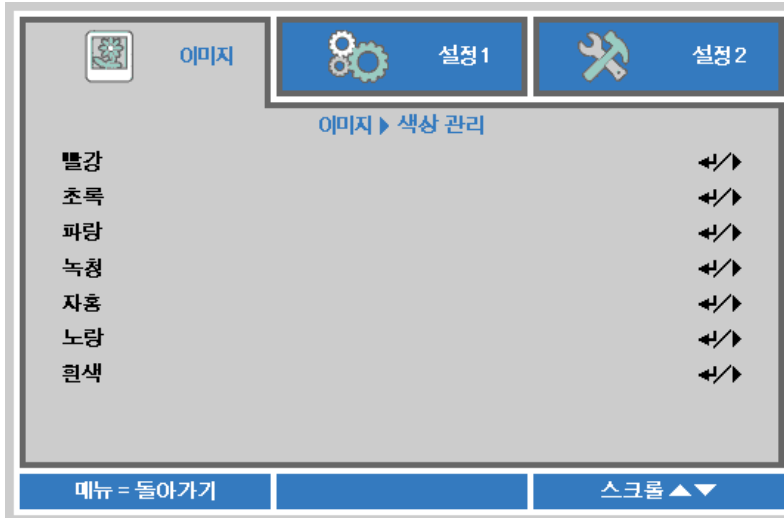 이미지 설정1 설정2
이미지 ▶ 색상 관리
빨강 ↵/▶
초록 ↵/▶
파랑 ↵/▶
녹청 ↵/▶
자홍 ↵/▶
노랑 ↵/▶
흰색 ↵/▶
메뉴 = 돌아가기 스크롤 ▲▼